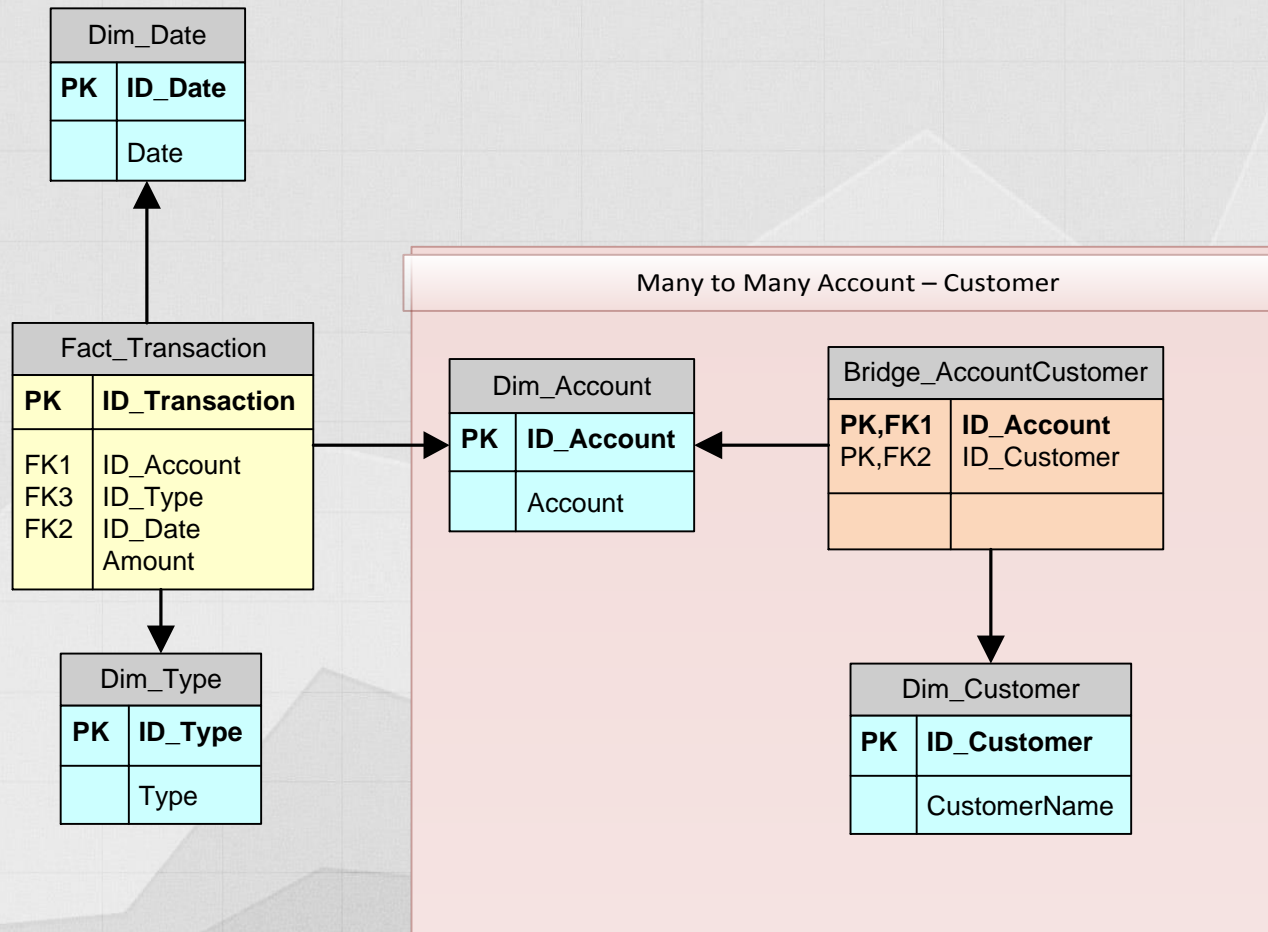 Dim_Date
PK ID_Date
Date
Many to Many Account – Customer
Fact_Transaction
PK ID_Transaction
FK1 ID_Account
FK3 ID_Type
FK2 ID_Date
Amount
Dim_Account
PK ID_Account
Account
Bridge_AccountCustomer
PK,FK1 ID_Account
PK,FK2 ID_Customer
Dim_Type
PK ID_Type
Type
Dim_Customer
PK ID_Customer
CustomerName